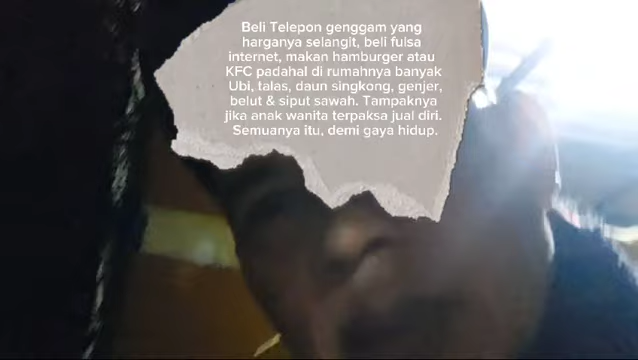 Beli Telepon genggam yang
harganya selangit, beli fulsa
internet, makan hamburger atau
KFC padahal di rumahnya banyak
Ubi, talas, daun singkong, genjer,
belut & siput sawah. Tampaknya
jika anak wanita terpaksa jual diri.
Semuanya itu, demi gaya hidup.